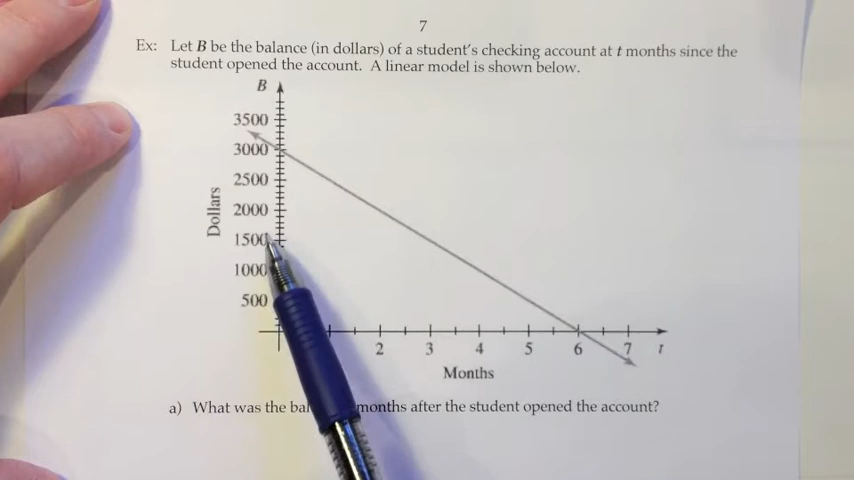 7
Ex: Let B be the balance (in dollars) of a student's checking account at t months since the
student opened the account. A linear model is shown below.
B
3500
3000
2500
2000
1500
1000
500
Dollars
2 3 4 5 6 7 t
Months
a) What was the months after the student opened the account?